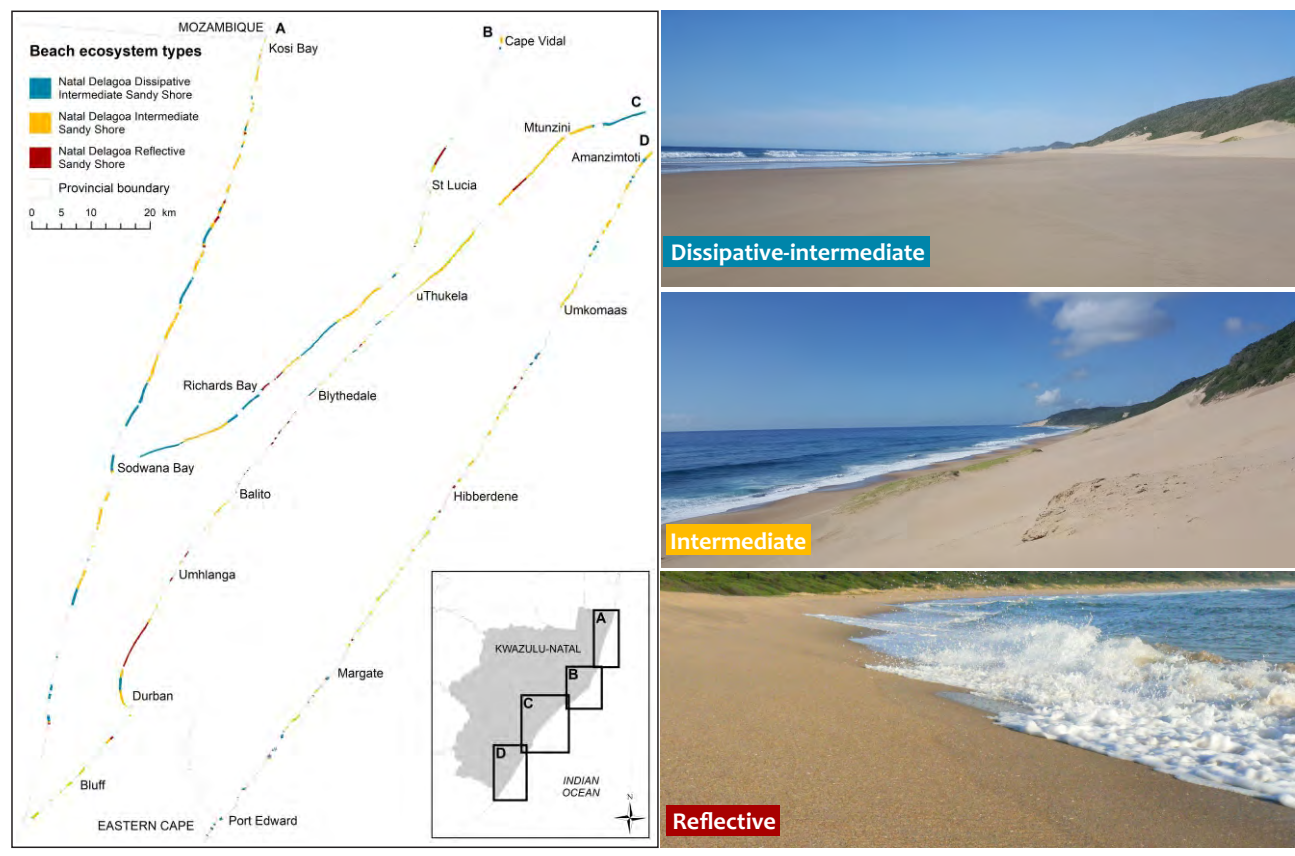 MOZAMBIQUE
A
Kosi Bay
B
Cape Vidal
Beach ecosystem types
Natal Delagoa Dissipative
Intermediate Sandy Shore
Natal Delagoa Intermediate
Sandy Shore
Natal Delagoa Reflective
Sandy Shore
Provincial boundary
0 5 10 20 km
C
Mtunzini
D
Amanzimtoti
St Lucia
uThukela
Umkomaas
Richards Bay
Blythedale
Sodwana Bay
Balito
Hibberdene
Umhlanga
Margate
Durban
Bluff
EASTERN CAPE
Port Edward
A
KWAZULU-NATAL
B
C
D
INDIAN
OCEAN
N
Dissipative-intermediate
Intermediate
Reflective